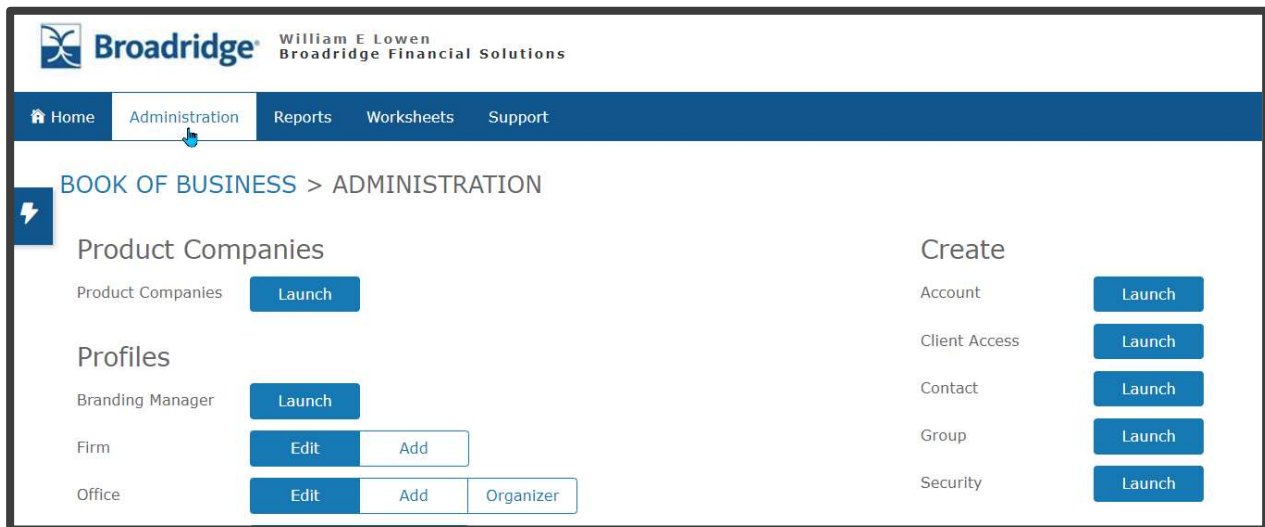 Broadridge®
William E Lowen
Broadridge Financial Solutions
Home Administration Reports Worksheets Support
BOOK OF BUSINESS > ADMINISTRATION
Product Companies
Product Companies Launch
Profiles
Branding Manager Launch
Firm Edit Add
Office Edit Add Organizer
Create
Account Launch
Client Access Launch
Contact Launch
Group Launch
Security Launch